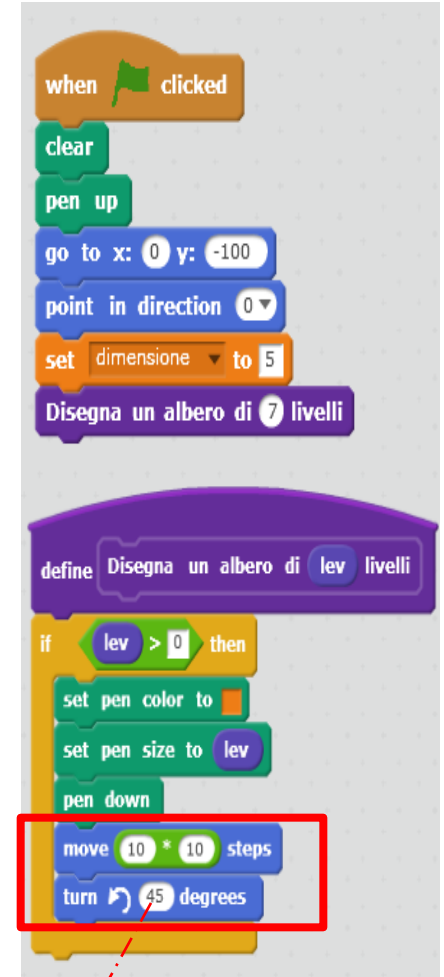 when clicked
clear
pen up
go to x: 0 y: -100
point in direction 0
set dimensione to 5
Disegna un albero di 7 livelli
define Disegna un albero di lev livelli
if lev > 0 then
set pen color to
set pen size to lev
pen down
move 10 * 10 steps
turn 45 degrees